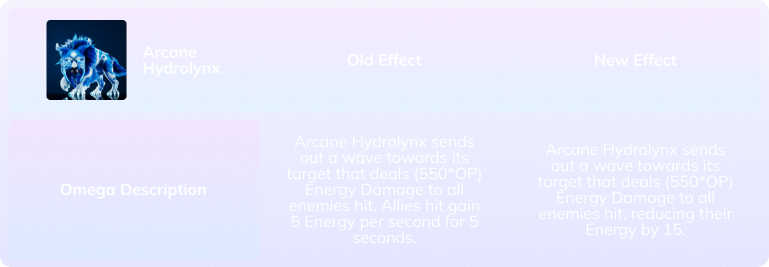 Arcane
Hydrolynx
Old Effect
New Effect
Omega Description
Arcane Hydrolynx sends
out a wave towards its
target that deals (550*OP)
Energy Damage to all
enemies hit. Allies hit gain
5 Energy per second for 5
seconds.
Arcane Hydrolynx sends
out a wave towards its
target that deals (550*OP)
Energy Damage to all
enemies hit, reducing their
Energy by 15.